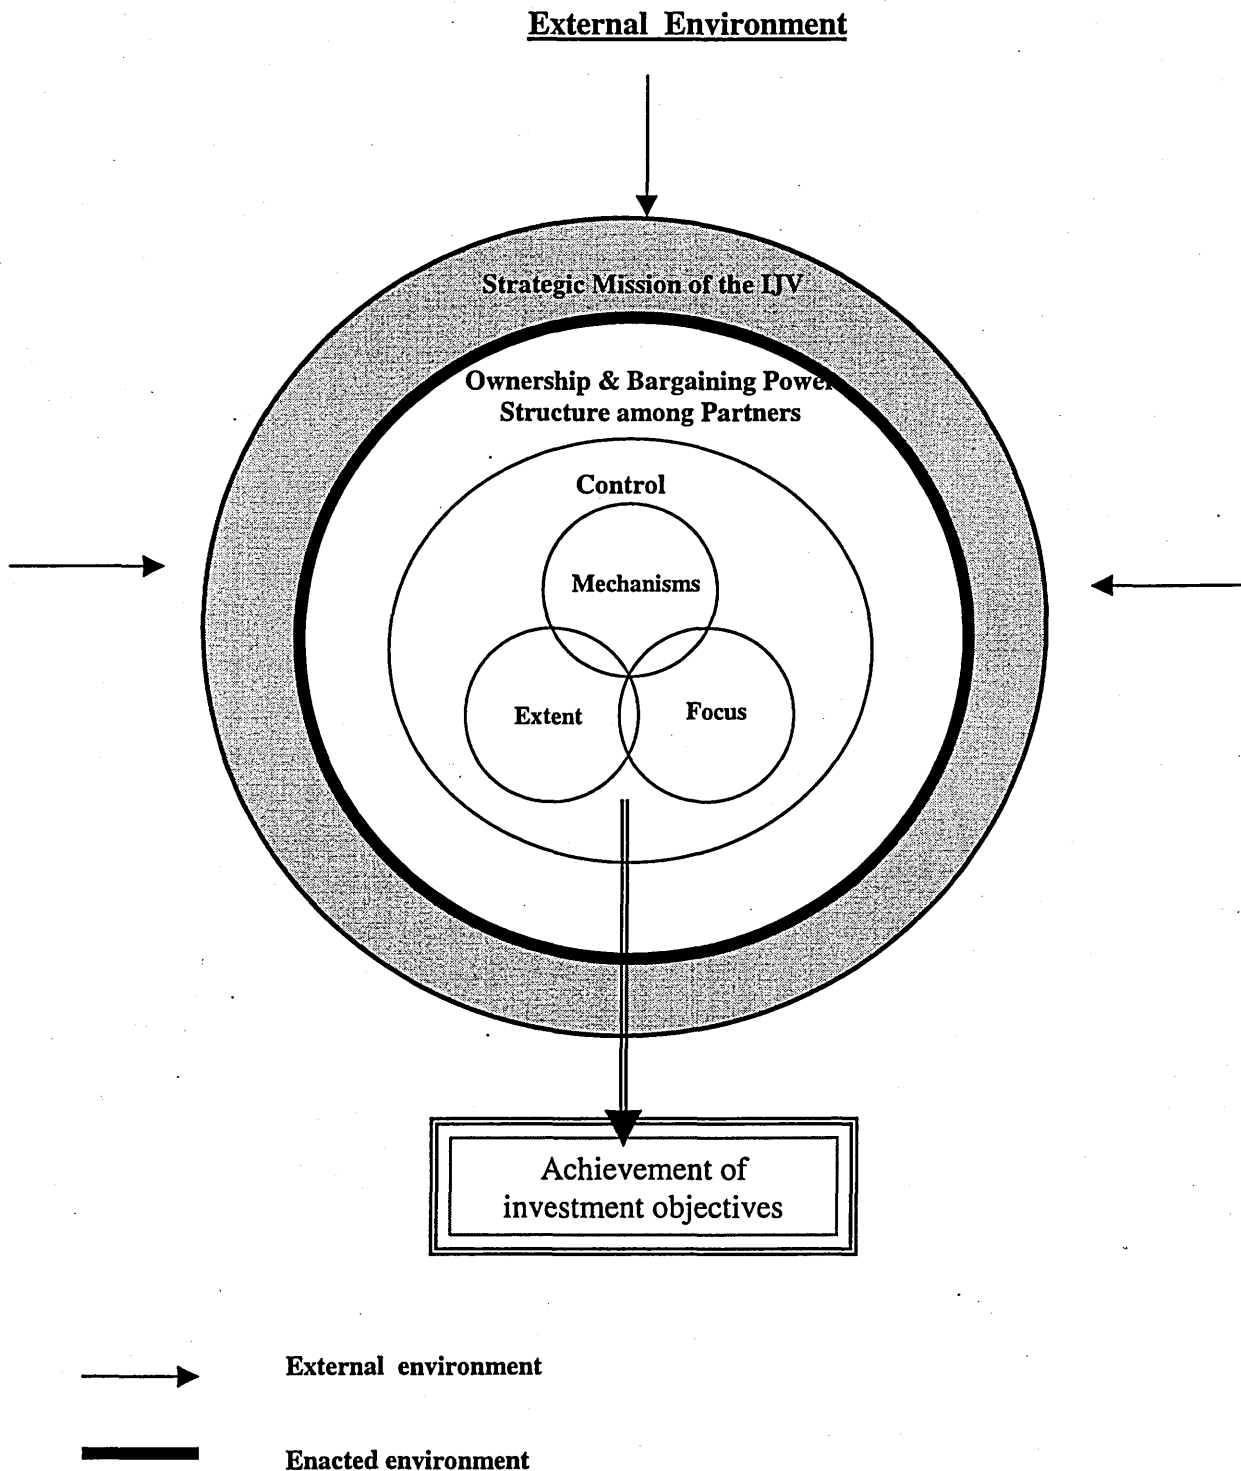 External Environment
Strategic Mission of the IJV
Ownership & Bargaining Power
Structure among Partners
Control
Mechanisms
Extent
Focus
Achievement of
investment objectives
External environment
Enacted environment